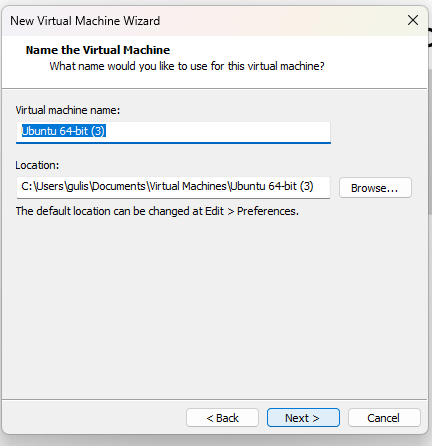 New Virtual Machine Wizard
Name the Virtual Machine
What name would you like to use for this virtual machine?
Virtual machine name:
Ubuntu 64-bit (3)
Location:
C:\Users\gulis\Documents\Virtual Machines\Ubuntu 64-bit (3)
Browse...
The default location can be changed at Edit > Preferences.
< Back
Next >
Cancel